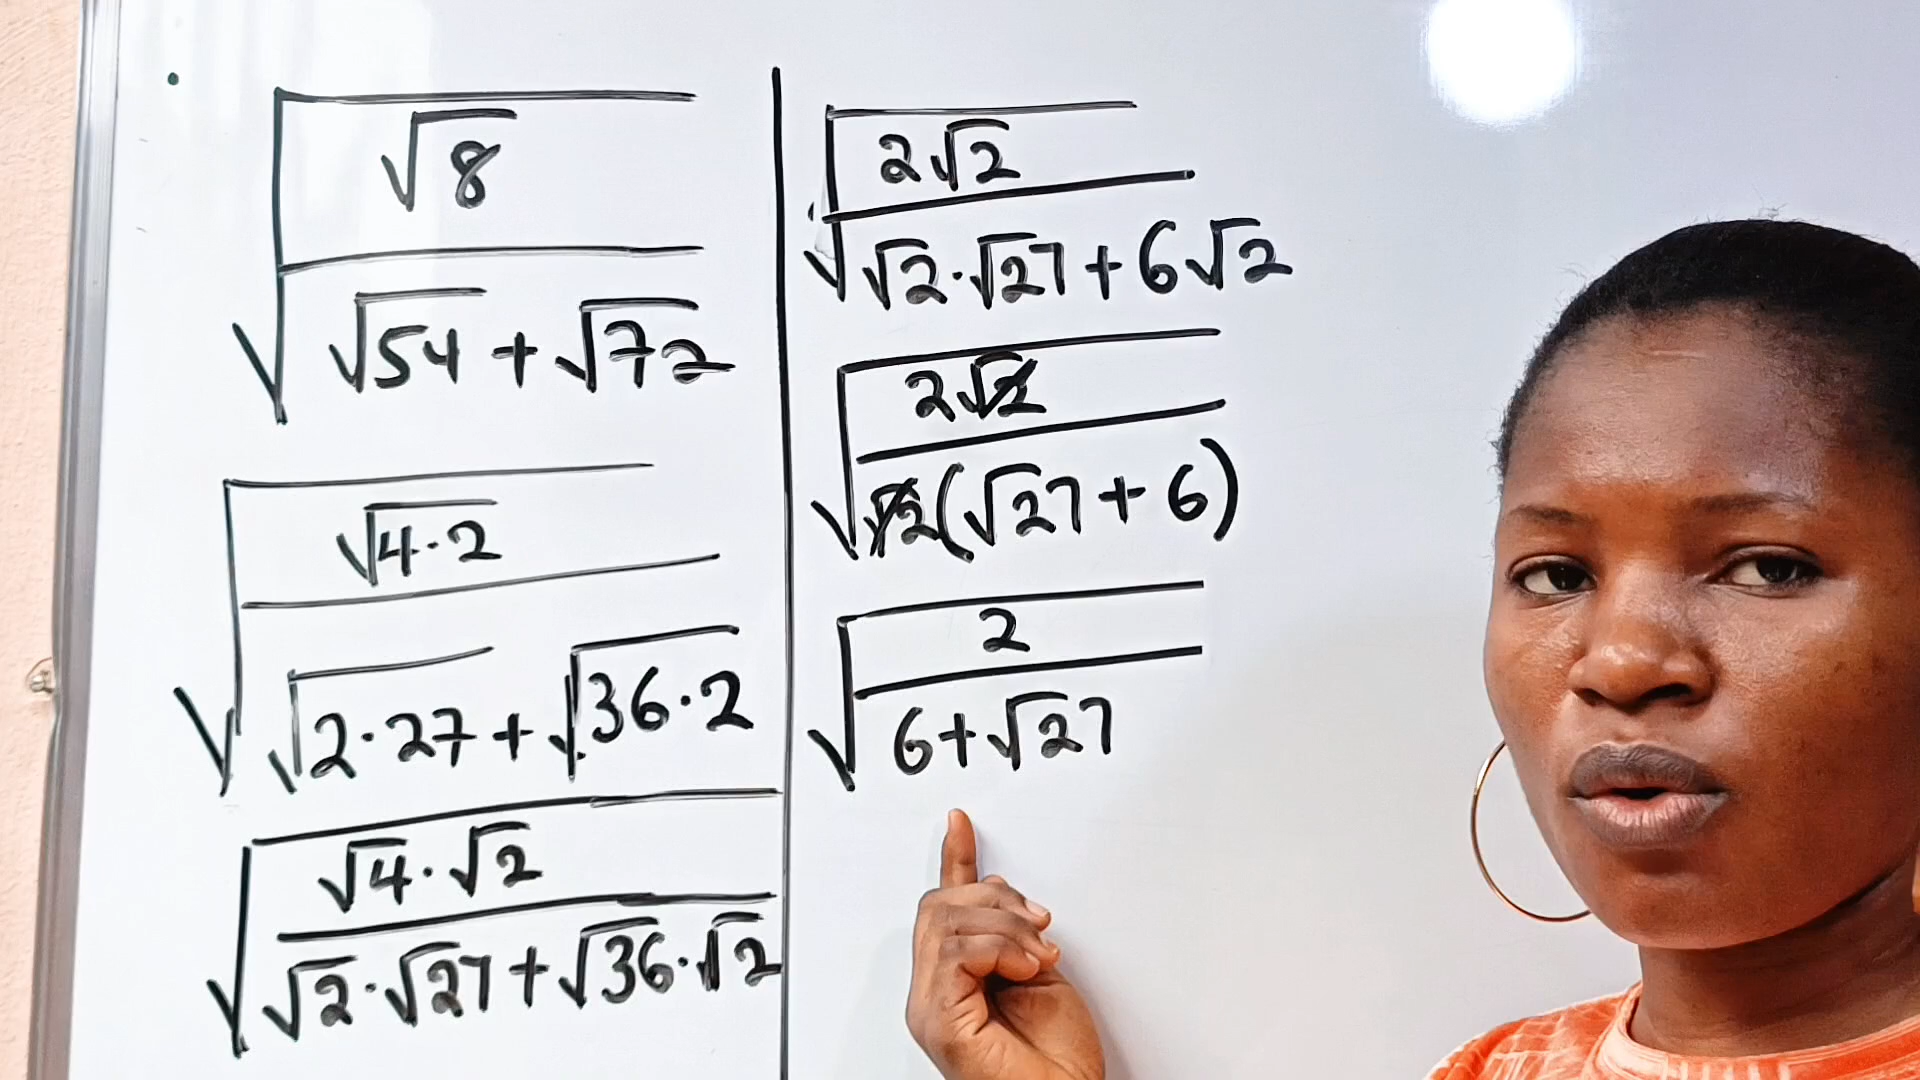 √(√8 / (√54 + √72))
√(√(4·2) / (√(2·27) + √(36·2)))
√(√4·√2 / (√2·√27 + √36·√2))
√(2√2 / (√2·√27 + 6√2))
√(2√2 / (√2(√27 + 6)))
√(2 / (6 + √27))